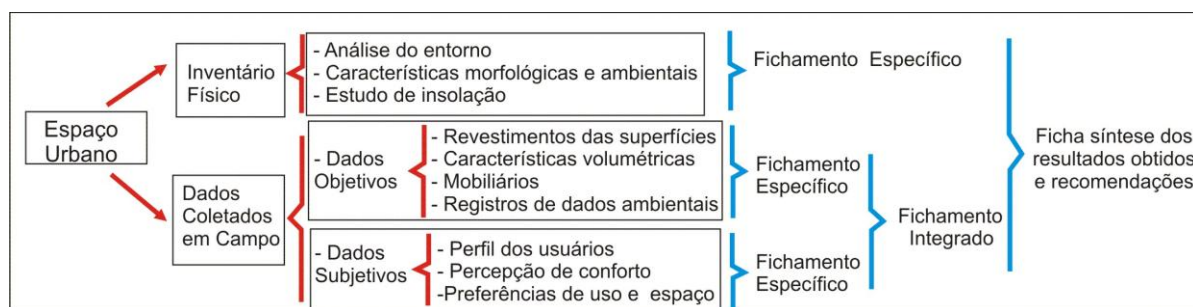 Espaço
Urbano
Inventário
Físico
- Análise do entorno
- Características morfológicas e ambientais
- Estudo de insolação
Fichamento Específico
Dados
Coletados
em Campo
- Dados
Objetivos
- Revestimentos das superfícies
- Características volumétricas
- Mobiliários
- Registros de dados ambientais
Fichamento
Específico
- Dados
Subjetivos
- Perfil dos usuários
- Percepção de conforto
-Preferências de uso e espaço
Fichamento
Específico
Fichamento
Integrado
Ficha síntese dos
resultados obtidos
e recomendações